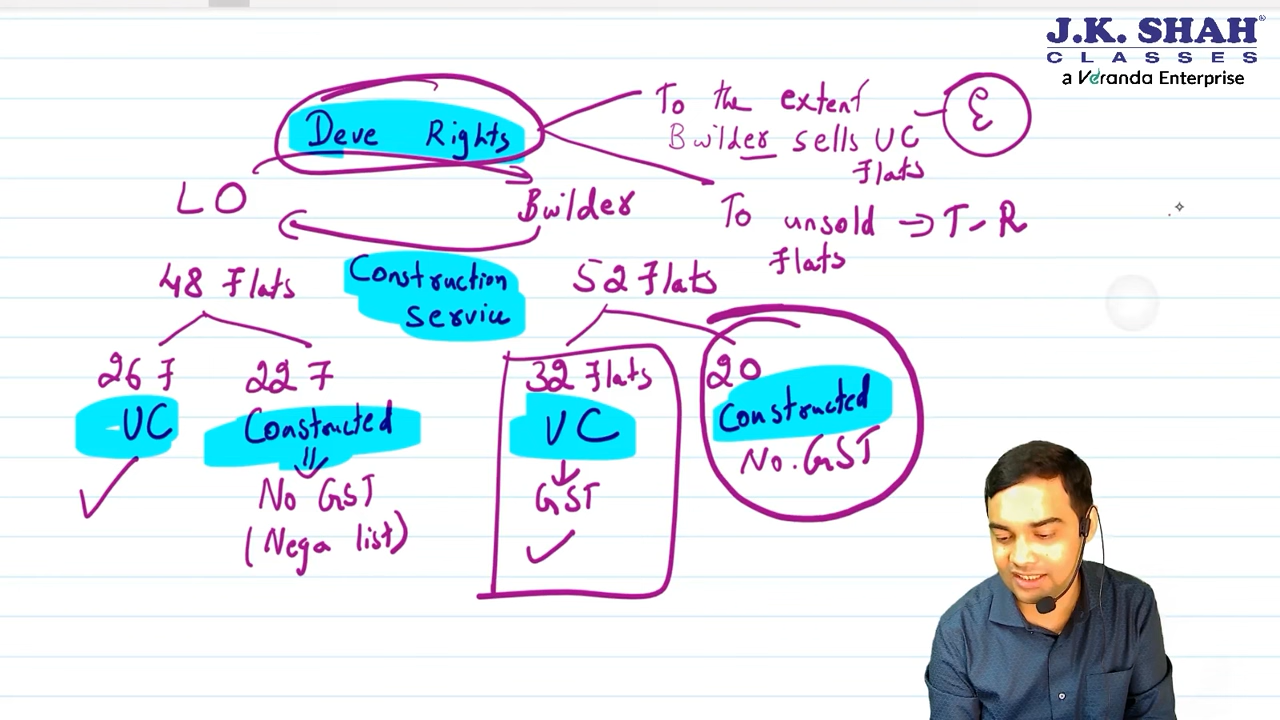 J.K. SHAH®
CLASSES
a Veranda Enterprise
Deve Rights
To the extent
Builder sells UC
Flats
E
LO
Builder
To unsold → T-R
Flats
Construction
Service
48 Flats
52 Flats
26 F
22 F
32 Flats
20
UC
Constructed
UC
Constructed
No GST
(Nega list)
GST
No. GST